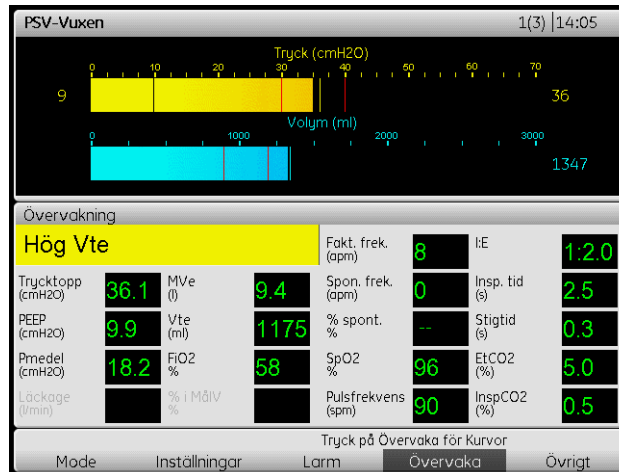 PSV-Vuxen 1(3) 14:05
Tryck (cmH2O)
0 10 20 30 40 50 60 70
9 36
Volym (ml)
0 1000 2000 3000
1347
Övervakning
Hög Vte
Fakt. frek. (apm) 8 I:E 1:2.0
Trycktopp (cmH2O) 36.1 MVe (l) 9.4 Spon. frek. (apm) 0 Insp. tid (s) 2.5
PEEP (cmH2O) 9.9 Vte (ml) 1175 % spont. % -- Stigtid (s) 0.3
Pmedel (cmH2O) 18.2 FiO2 % 58 SpO2 % 96 EtCO2 (%) 5.0
Läckage (l/min) % i MålV % Pulsfrekvens (spm) 90 InspCO2 (%) 0.5
Tryck på Övervaka för Kurvor
Mode Inställningar Larm Övervaka Övrigt